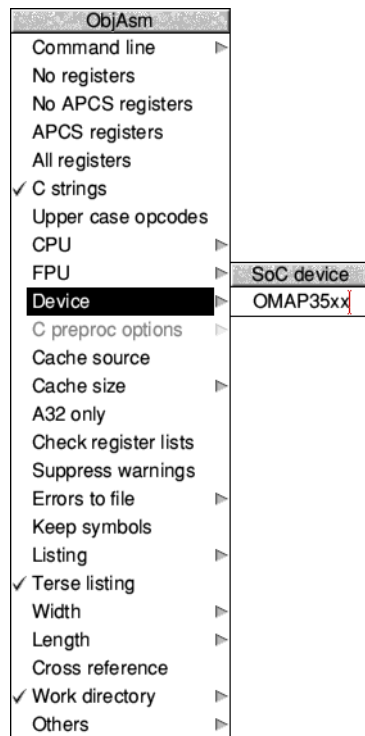 ObjAsm
Command line
No registers
No APCS registers
APCS registers
All registers
C strings
Upper case opcodes
CPU
FPU
Device
SoC device
OMAP35xx
C preproc options
Cache source
Cache size
A32 only
Check register lists
Suppress warnings
Errors to file
Keep symbols
Listing
Terse listing
Width
Length
Cross reference
Work directory
Others